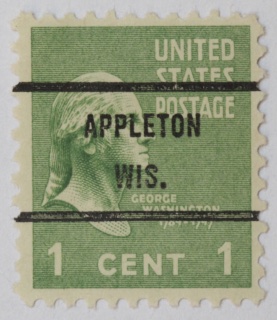 UNITED
STATES
POSTAGE
APPLETON
WIS.
GEORGE
WASHINGTON
1 CENT 1